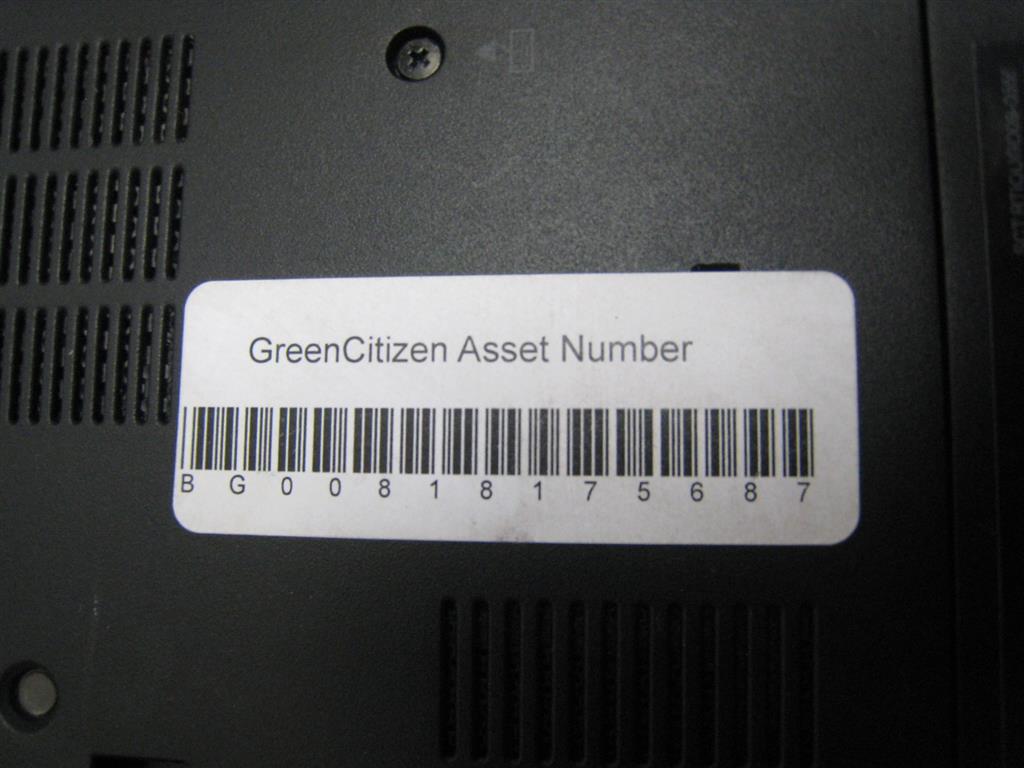 GreenCitizen Asset Number
B G 0 0 8 1 8 1 7 5 6 8 7